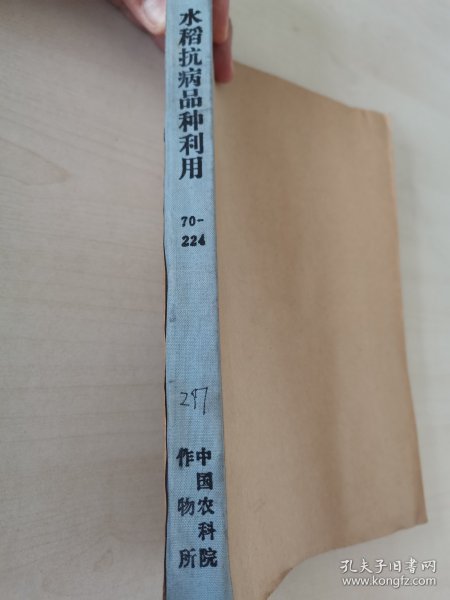 水稻抗病品种利用
70-
224
297
中国农科院
作物所
孔夫子旧书网
www.kongfz.com